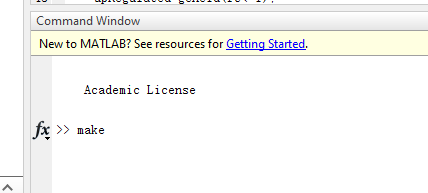 Command Window
New to MATLAB? See resources for Getting Started.
Academic License
fx >> make